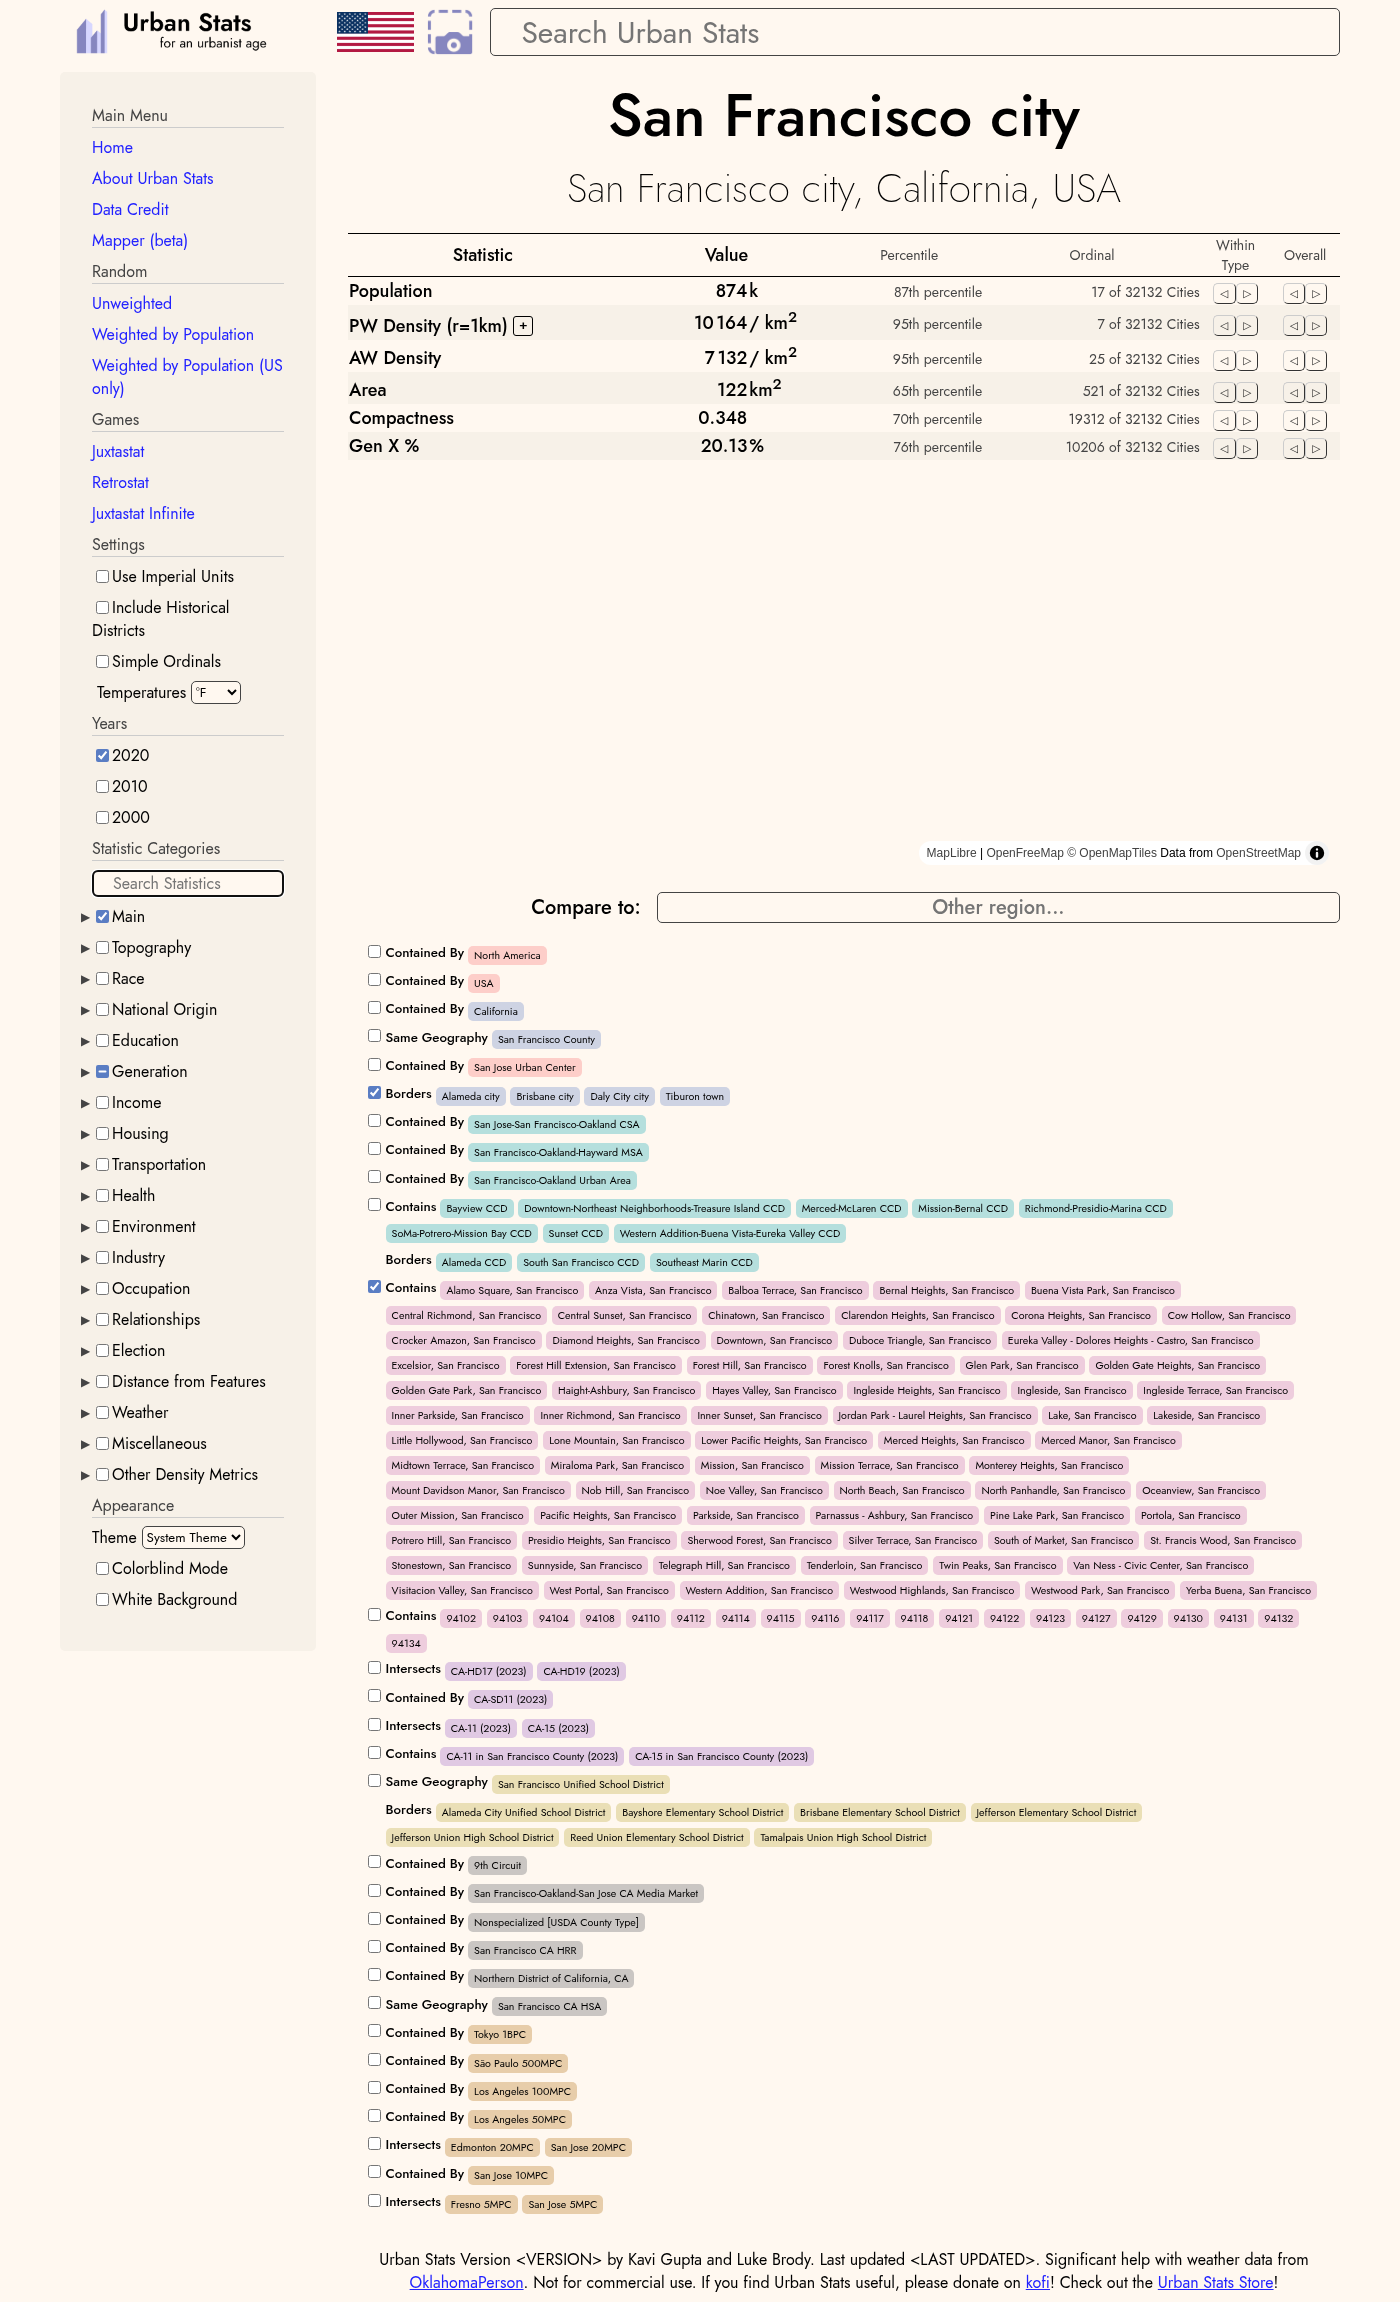 Urban Stats
for an urbanist age
Search Urban Stats
Main Menu
Home
About Urban Stats
Data Credit
Mapper (beta)
Random
Unweighted
Weighted by Population
Weighted by Population (US
only)
Games
Juxtastat
Retrostat
Juxtastat Infinite
Settings
Use Imperial Units
Include Historical
Districts
Simple Ordinals
Temperatures °F
Years
2020
2010
2000
Statistic Categories
Search Statistics
Main
Topography
Race
National Origin
Education
Generation
Income
Housing
Transportation
Health
Environment
Industry
Occupation
Relationships
Election
Distance from Features
Weather
Miscellaneous
Other Density Metrics
Appearance
Theme System Theme
Colorblind Mode
White Background
San Francisco city
San Francisco city, California, USA
Statistic Value Percentile Ordinal Within Type Overall
Population 874k 87th percentile 17 of 32132 Cities
PW Density (r=1km) + 10 164 / km2 95th percentile 7 of 32132 Cities
AW Density 7 132 / km2 95th percentile 25 of 32132 Cities
Area 122 km2 65th percentile 521 of 32132 Cities
Compactness 0.348 70th percentile 19312 of 32132 Cities
Gen X % 20.13% 76th percentile 10206 of 32132 Cities
MapLibre | OpenFreeMap © OpenMapTiles Data from OpenStreetMap
Compare to: Other region...
Contained By North America
Contained By USA
Contained By California
Same Geography San Francisco County
Contained By San Jose Urban Center
Borders Alameda city Brisbane city Daly City city Tiburon town
Contained By San Jose-San Francisco-Oakland CSA
Contained By San Francisco-Oakland-Hayward MSA
Contained By San Francisco-Oakland Urban Area
Contains Bayview CCD Downtown-Northeast Neighborhoods-Treasure Island CCD Merced-McLaren CCD Mission-Bernal CCD Richmond-Presidio-Marina CCD
SoMa-Potrero-Mission Bay CCD Sunset CCD Western Addition-Buena Vista-Eureka Valley CCD
Borders Alameda CCD South San Francisco CCD Southeast Marin CCD
Contains Alamo Square, San Francisco Anza Vista, San Francisco Balboa Terrace, San Francisco Bernal Heights, San Francisco Buena Vista Park, San Francisco
Central Richmond, San Francisco Central Sunset, San Francisco Chinatown, San Francisco Clarendon Heights, San Francisco Corona Heights, San Francisco Cow Hollow, San Francisco
Crocker Amazon, San Francisco Diamond Heights, San Francisco Downtown, San Francisco Duboce Triangle, San Francisco Eureka Valley - Dolores Heights - Castro, San Francisco
Excelsior, San Francisco Forest Hill Extension, San Francisco Forest Hill, San Francisco Forest Knolls, San Francisco Glen Park, San Francisco Golden Gate Heights, San Francisco
Golden Gate Park, San Francisco Haight-Ashbury, San Francisco Hayes Valley, San Francisco Ingleside Heights, San Francisco Ingleside, San Francisco Ingleside Terrace, San Francisco
Inner Parkside, San Francisco Inner Richmond, San Francisco Inner Sunset, San Francisco Jordan Park - Laurel Heights, San Francisco Lake, San Francisco Lakeside, San Francisco
Little Hollywood, San Francisco Lone Mountain, San Francisco Lower Pacific Heights, San Francisco Merced Heights, San Francisco Merced Manor, San Francisco
Midtown Terrace, San Francisco Miraloma Park, San Francisco Mission, San Francisco Mission Terrace, San Francisco Monterey Heights, San Francisco
Mount Davidson Manor, San Francisco Nob Hill, San Francisco Noe Valley, San Francisco North Beach, San Francisco North Panhandle, San Francisco Oceanview, San Francisco
Outer Mission, San Francisco Pacific Heights, San Francisco Parkside, San Francisco Parnassus - Ashbury, San Francisco Pine Lake Park, San Francisco Portola, San Francisco
Potrero Hill, San Francisco Presidio Heights, San Francisco Sherwood Forest, San Francisco Silver Terrace, San Francisco South of Market, San Francisco St. Francis Wood, San Francisco
Stonestown, San Francisco Sunnyside, San Francisco Telegraph Hill, San Francisco Tenderloin, San Francisco Twin Peaks, San Francisco Van Ness - Civic Center, San Francisco
Visitacion Valley, San Francisco West Portal, San Francisco Western Addition, San Francisco Westwood Highlands, San Francisco Westwood Park, San Francisco Yerba Buena, San Francisco
Contains 94102 94103 94104 94108 94110 94112 94114 94115 94116 94117 94118 94121 94122 94123 94127 94129 94130 94131 94132
94134
Intersects CA-HD17 (2023) CA-HD19 (2023)
Contained By CA-SD11 (2023)
Intersects CA-11 (2023) CA-15 (2023)
Contains CA-11 in San Francisco County (2023) CA-15 in San Francisco County (2023)
Same Geography San Francisco Unified School District
Borders Alameda City Unified School District Bayshore Elementary School District Brisbane Elementary School District Jefferson Elementary School District
Jefferson Union High School District Reed Union Elementary School District Tamalpais Union High School District
Contained By 9th Circuit
Contained By San Francisco-Oakland-San Jose CA Media Market
Contained By Nonspecialized [USDA County Type]
Contained By San Francisco CA HRR
Contained By Northern District of California, CA
Same Geography San Francisco CA HSA
Contained By Tokyo 1BPC
Contained By São Paulo 500MPC
Contained By Los Angeles 100MPC
Contained By Los Angeles 50MPC
Intersects Edmonton 20MPC San Jose 20MPC
Contained By San Jose 10MPC
Intersects Fresno 5MPC San Jose 5MPC
Urban Stats Version <VERSION> by Kavi Gupta and Luke Brody. Last updated <LAST UPDATED>. Significant help with weather data from
OklahomaPerson. Not for commercial use. If you find Urban Stats useful, please donate on kofi! Check out the Urban Stats Store!